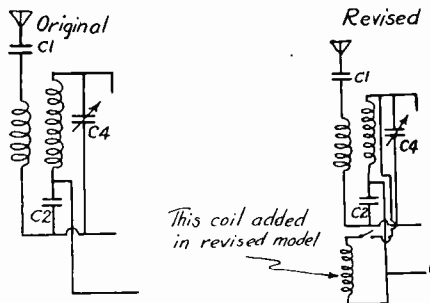 Original
C1
C4
C2
Revised
C1
C4
C2
This coil added
in revised model